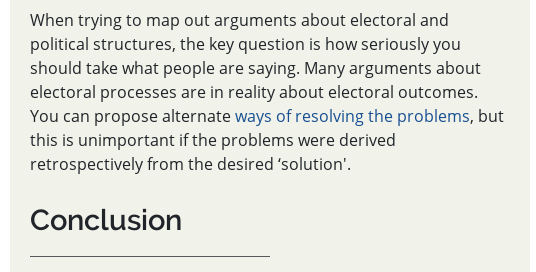 When trying to map out arguments about electoral and
political structures, the key question is how seriously you
should take what people are saying. Many arguments about
electoral processes are in reality about electoral outcomes.
You can propose alternate ways of resolving the problems, but
this is unimportant if the problems were derived
retrospectively from the desired ‘solution'.
Conclusion